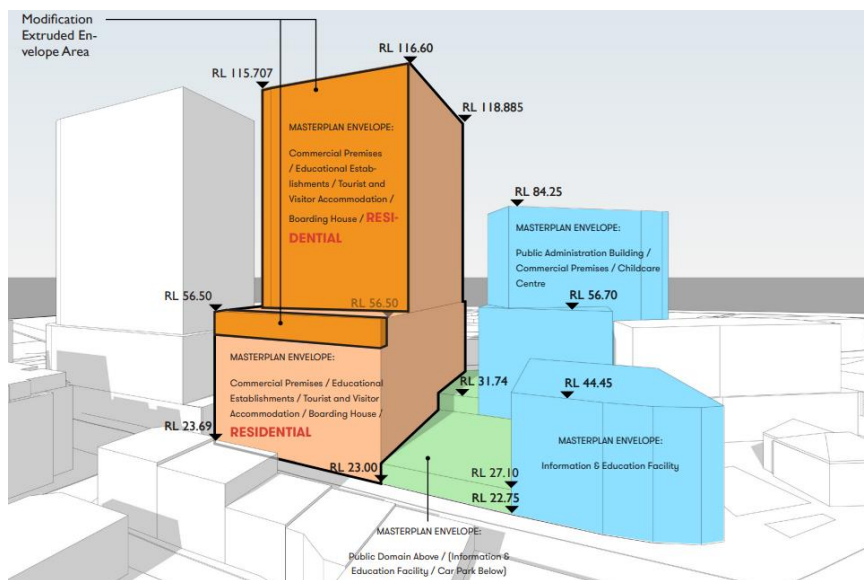 Modification
Extruded En-
velope Area
RL 116.60
RL 115.707
RL 118.885
MASTERPLAN ENVELOPE:
Commercial Premises
/ Educational Estab-
lishments / Tourist and
Visitor Accommodation /
Boarding House / RESI-
DENTIAL
RL 84.25
MASTERPLAN ENVELOPE:
Public Administration Building /
Commercial Premises / Childcare
Centre
RL 56.50
RL 56.50
RL 56.70
MASTERPLAN ENVELOPE:
Commercial Premises / Educational
Establishments / Tourist and Visitor
Accommodation / Boarding House /
RESIDENTIAL
RL 31.74
RL 44.45
RL 23.69
MASTERPLAN ENVELOPE:
Information & Education Facility
RL 23.00
RL 27.10
RL 22.75
MASTERPLAN ENVELOPE:
Public Domain Above / (Information &
Education Facility / Car Park Below)